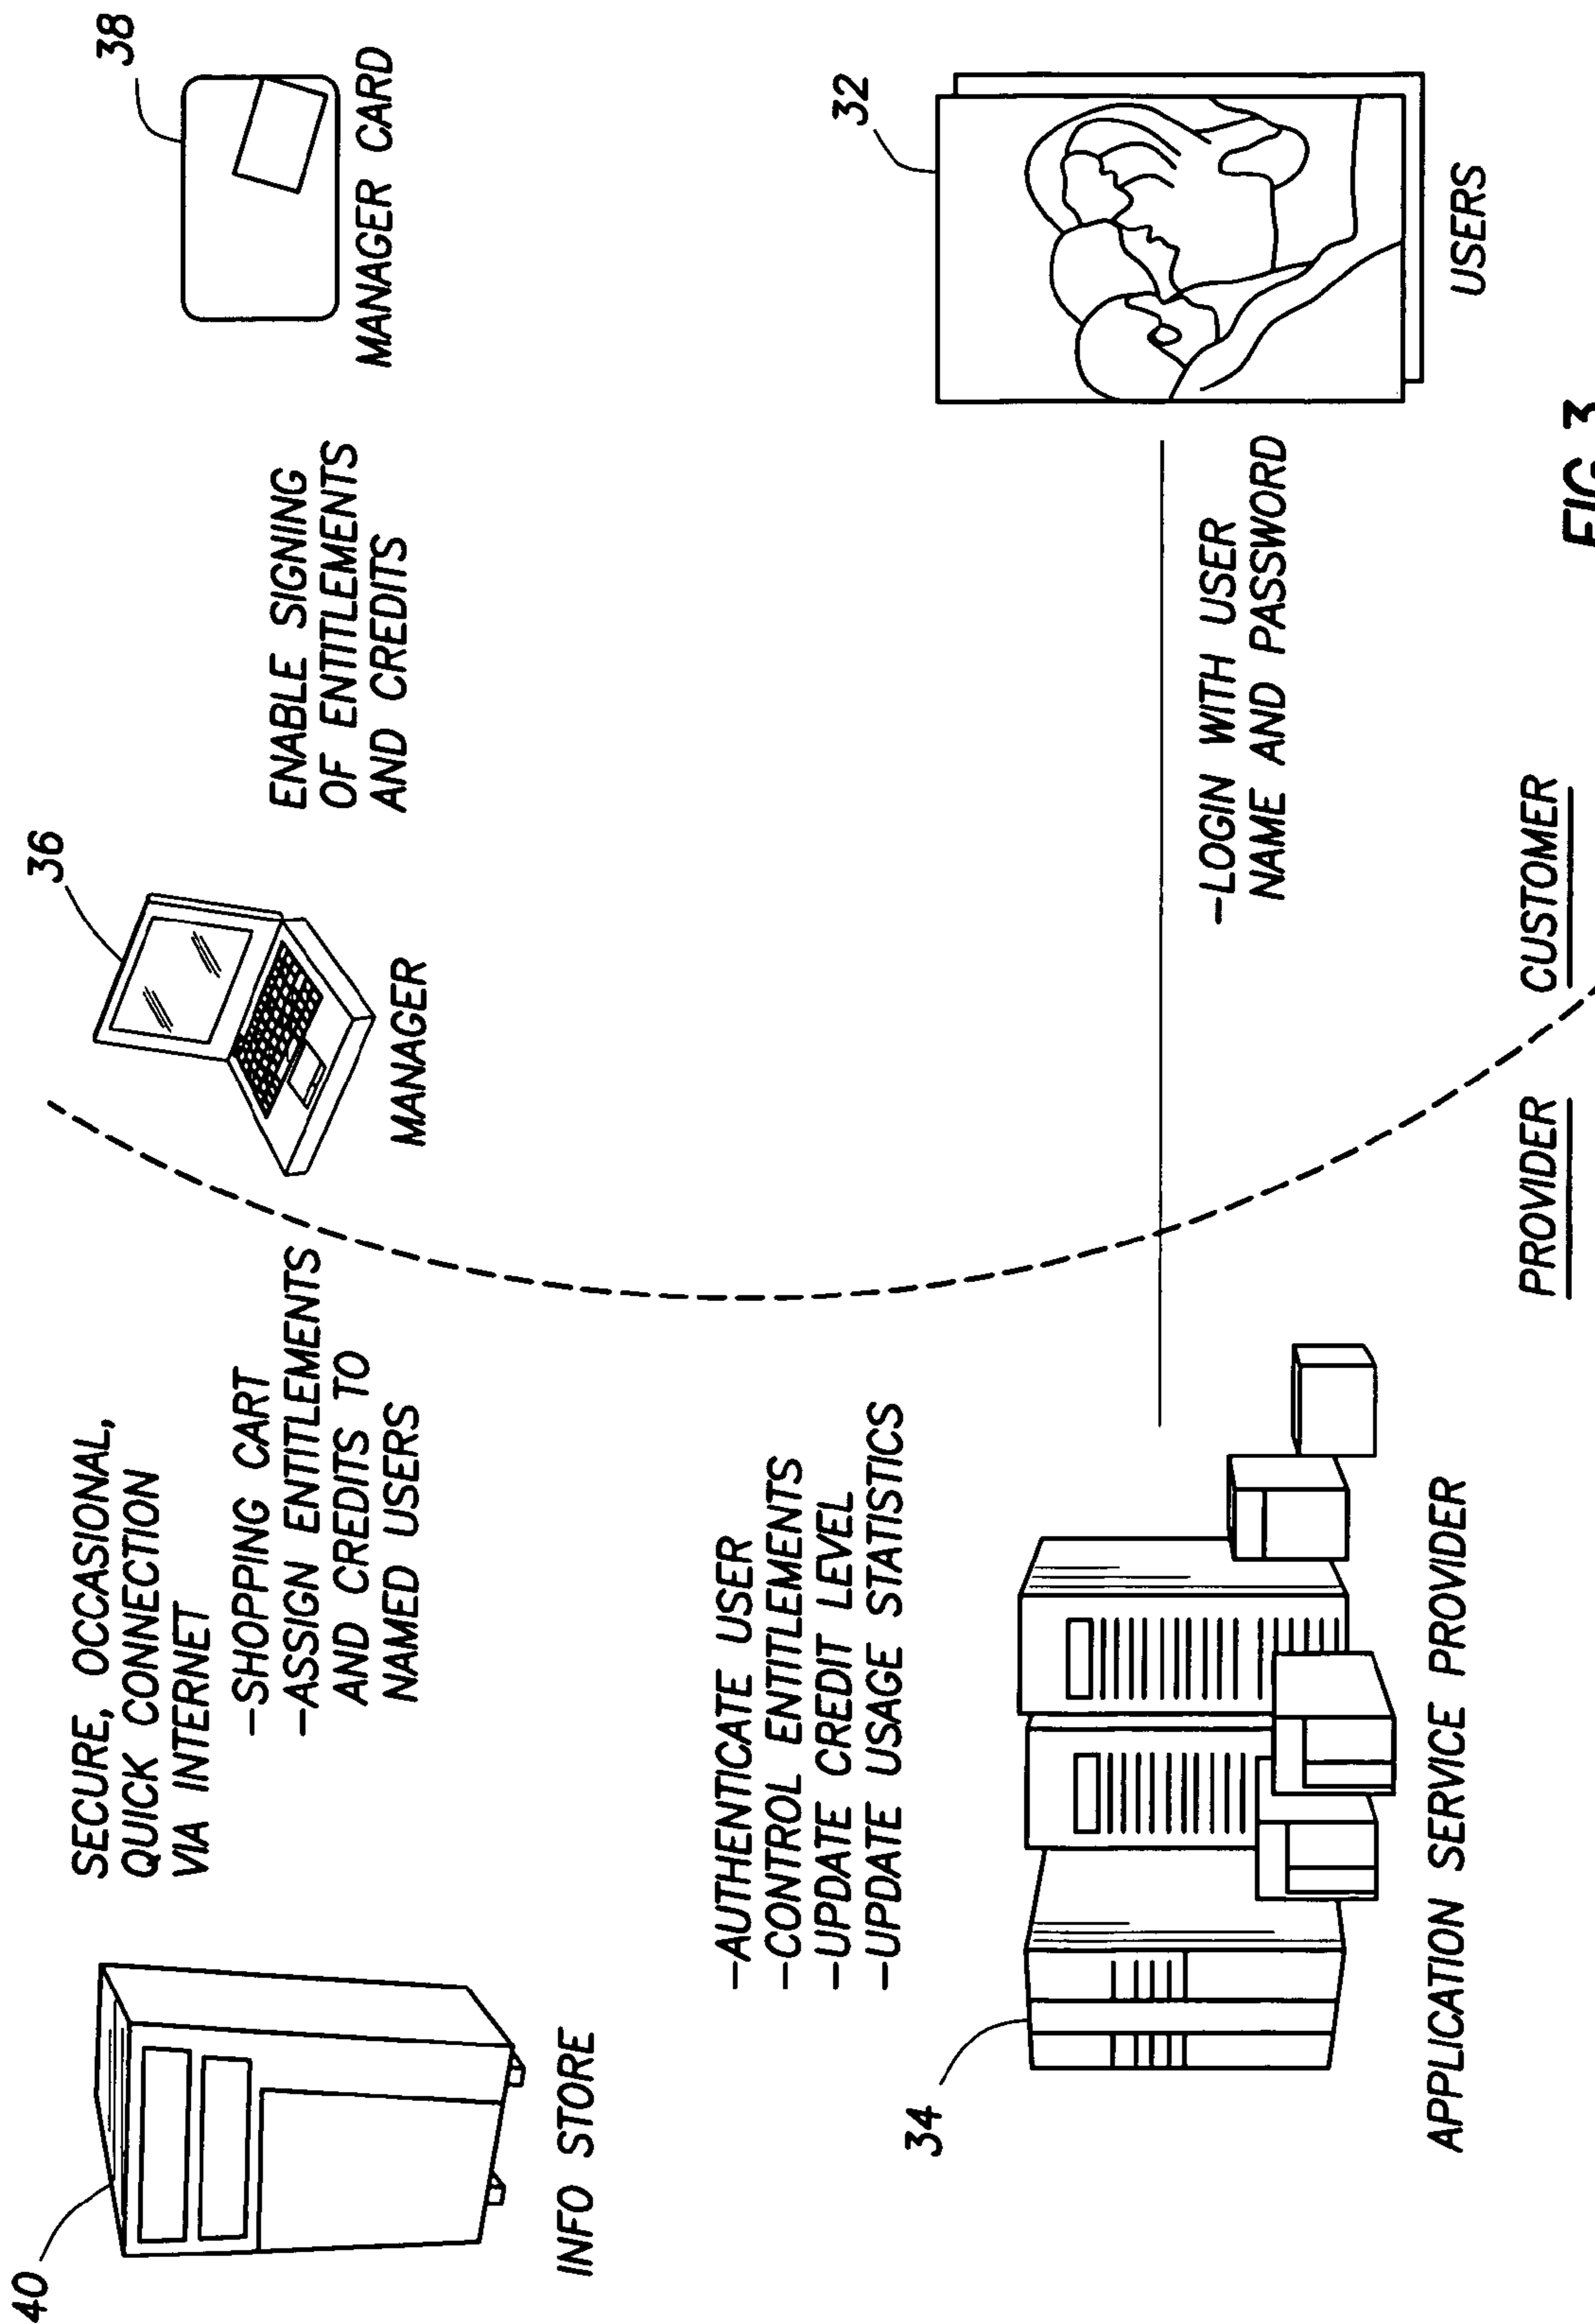 40
SECURE, OCCASIONAL,
QUICK CONNECTION
VIA INTERNET
-SHOPPING CART
-ASSIGN ENTITLEMENTS
AND CREDITS TO
NAMED USERS
INFO STORE
36
MANAGER
ENABLE SIGNING
OF ENTITLEMENTS
AND CREDITS
38
MANAGER CARD
-AUTHENTICATE USER
-CONTROL ENTITLEMENTS
-UPDATE CREDIT LEVEL
-UPDATE USAGE STATISTICS
34
APPLICATION SERVICE PROVIDER
-LOGIN WITH USER
NAME AND PASSWORD
32
USERS
PROVIDER
CUSTOMER
FIG. 3